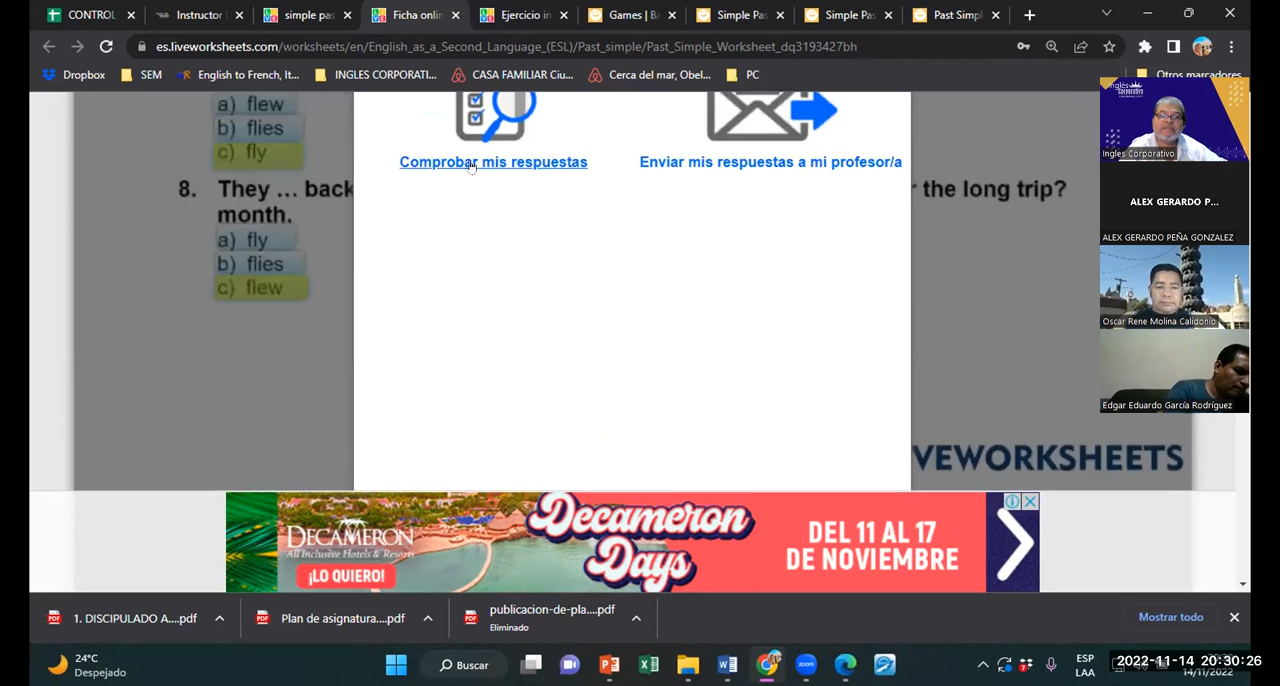 CONTROL
Instructor
simple pas
Ficha onlin
Ejercicio in
Games | Ba
Simple Pas
Simple Pas
Past Simpl
es.liveworksheets.com/worksheets/en/English_as_a_Second_Language_(ESL)/Past_simple/Past_Simple_Worksheet_dq3193427bh
Dropbox
SEM
English to French, It...
INGLES CORPORATI...
CASA FAMILIAR Ciu...
Cerca del mar, Obel...
PC
Otros marcadores
a) flew
b) flies
c) fly
8. They … back
month.
a) fly
b) flies
c) flew
Comprobar mis respuestas
Enviar mis respuestas a mi profesor/a
the long trip?
VEWORKSHEETS
Ingles Corporativo
ALEX GERARDO P...
ALEX GERARDO PEÑA GONZALEZ
Oscar Rene Molina Calidonio
Edgar Eduardo García Rodríguez
DECAMERON
All Inclusive Hotels & Resorts
¡LO QUIERO!
Decameron
Days
DEL 11 AL 17
DE NOVIEMBRE
1. DISCIPULADO A....pdf
Plan de asignatura....pdf
publicacion-de-pla....pdf
Eliminado
Mostrar todo
24°C
Despejado
Buscar
ESP
LAA
2022-11-14 20:30:26
14/11/2022